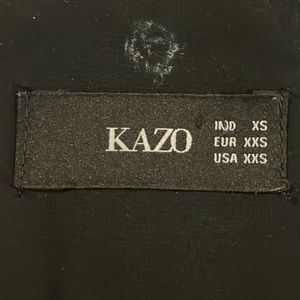 KAZO
IND XS
EUR XXS
USA XXS